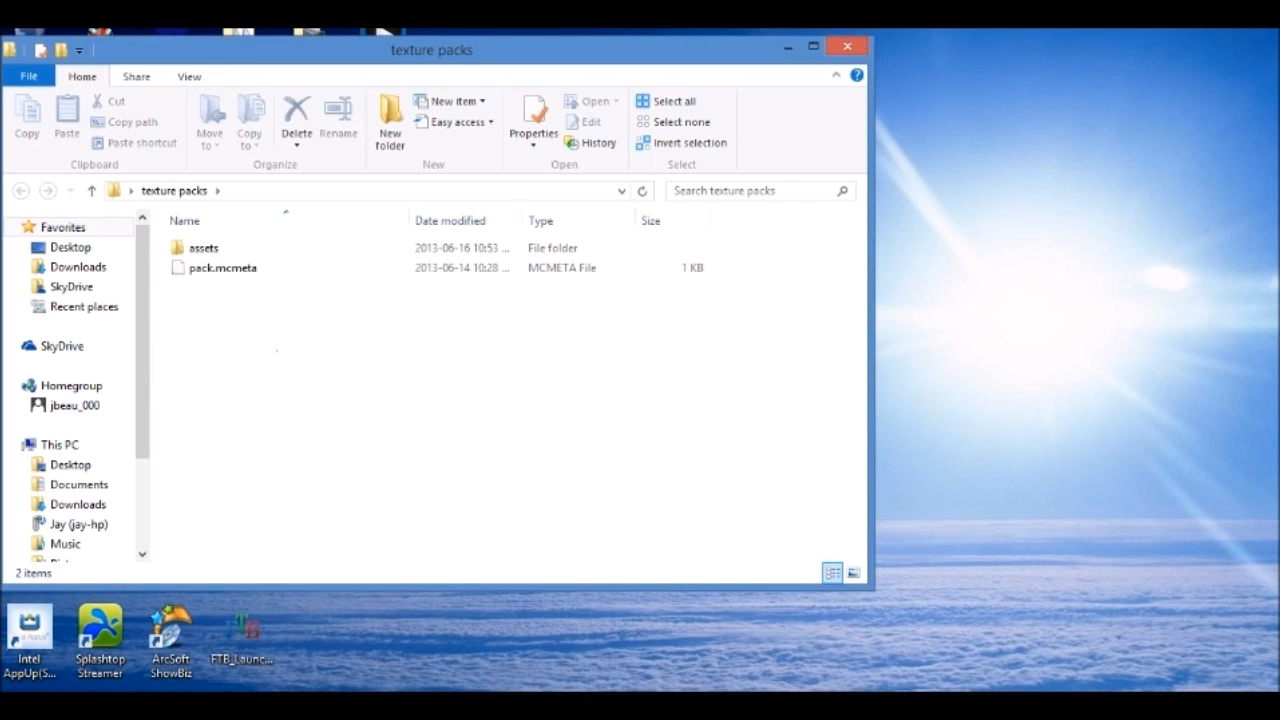 texture packs
File Home Share View
Copy Paste Cut Copy path Paste shortcut
Clipboard
Move to Copy to Delete Rename
Organize
New folder New item Easy access
New
Properties Open Edit History
Open
Select all Select none Invert selection
Select
texture packs Search texture packs
Name Date modified Type Size
assets 2013-06-16 10:53 ... File folder
pack.mcmeta 2013-06-14 10:28 ... MCMETA File 1 KB
Favorites
Desktop
Downloads
SkyDrive
Recent places
SkyDrive
Homegroup
jbeau_000
This PC
Desktop
Documents
Downloads
Jay (jay-hp)
Music
2 items
Intel AppUp(S...
Splashtop Streamer
ArcSoft ShowBiz
FTB_Launc...